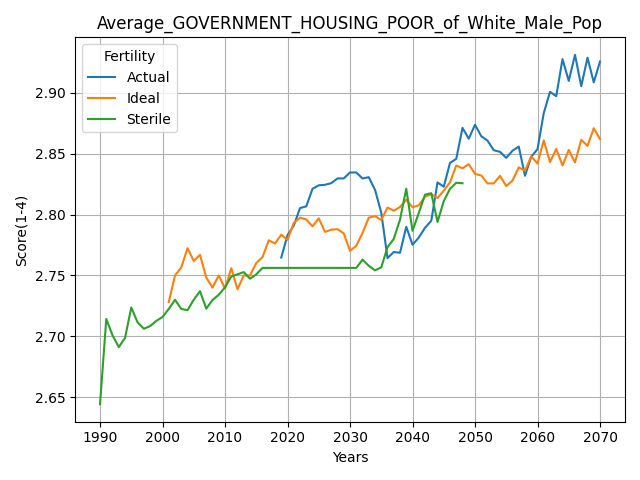 Average_GOVERNMENT_HOUSING_POOR_of_White_Male_Pop
Fertility
Actual
Ideal
Sterile
Score(1-4)
2.90
2.85
2.80
2.75
2.70
2.65
1990 2000 2010 2020 2030 2040 2050 2060 2070
Years